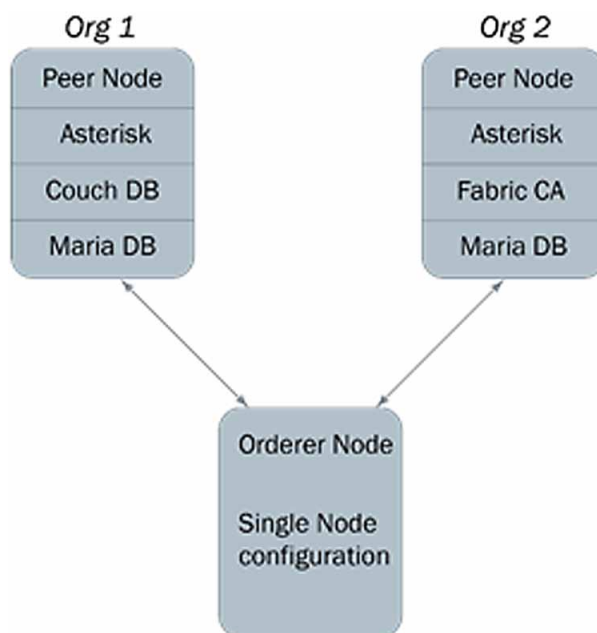 Org 1
Org 2
Peer Node
Asterisk
Couch DB
Maria DB
Peer Node
Asterisk
Fabric CA
Maria DB
Orderer Node
Single Node
configuration